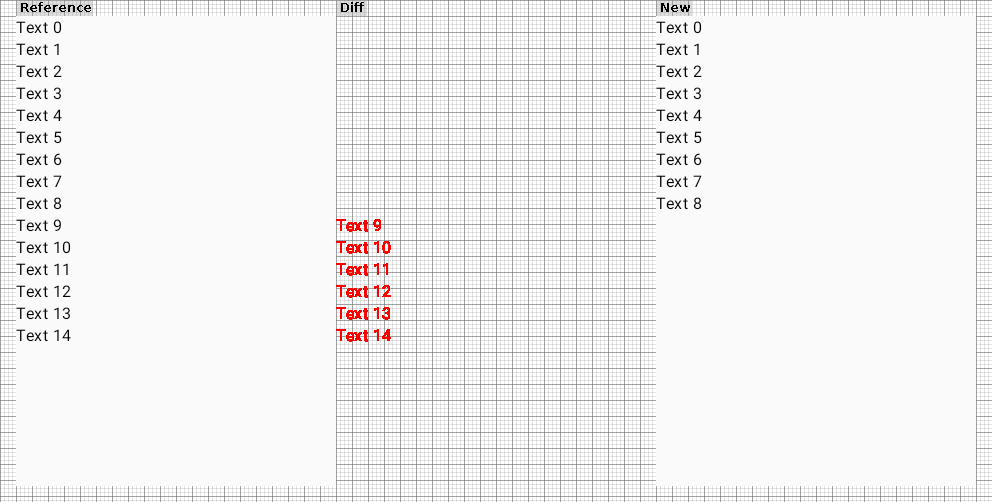 Reference
Text 0
Text 1
Text 2
Text 3
Text 4
Text 5
Text 6
Text 7
Text 8
Text 9
Text 10
Text 11
Text 12
Text 13
Text 14
Diff
Text 9
Text 10
Text 11
Text 12
Text 13
Text 14
New
Text 0
Text 1
Text 2
Text 3
Text 4
Text 5
Text 6
Text 7
Text 8